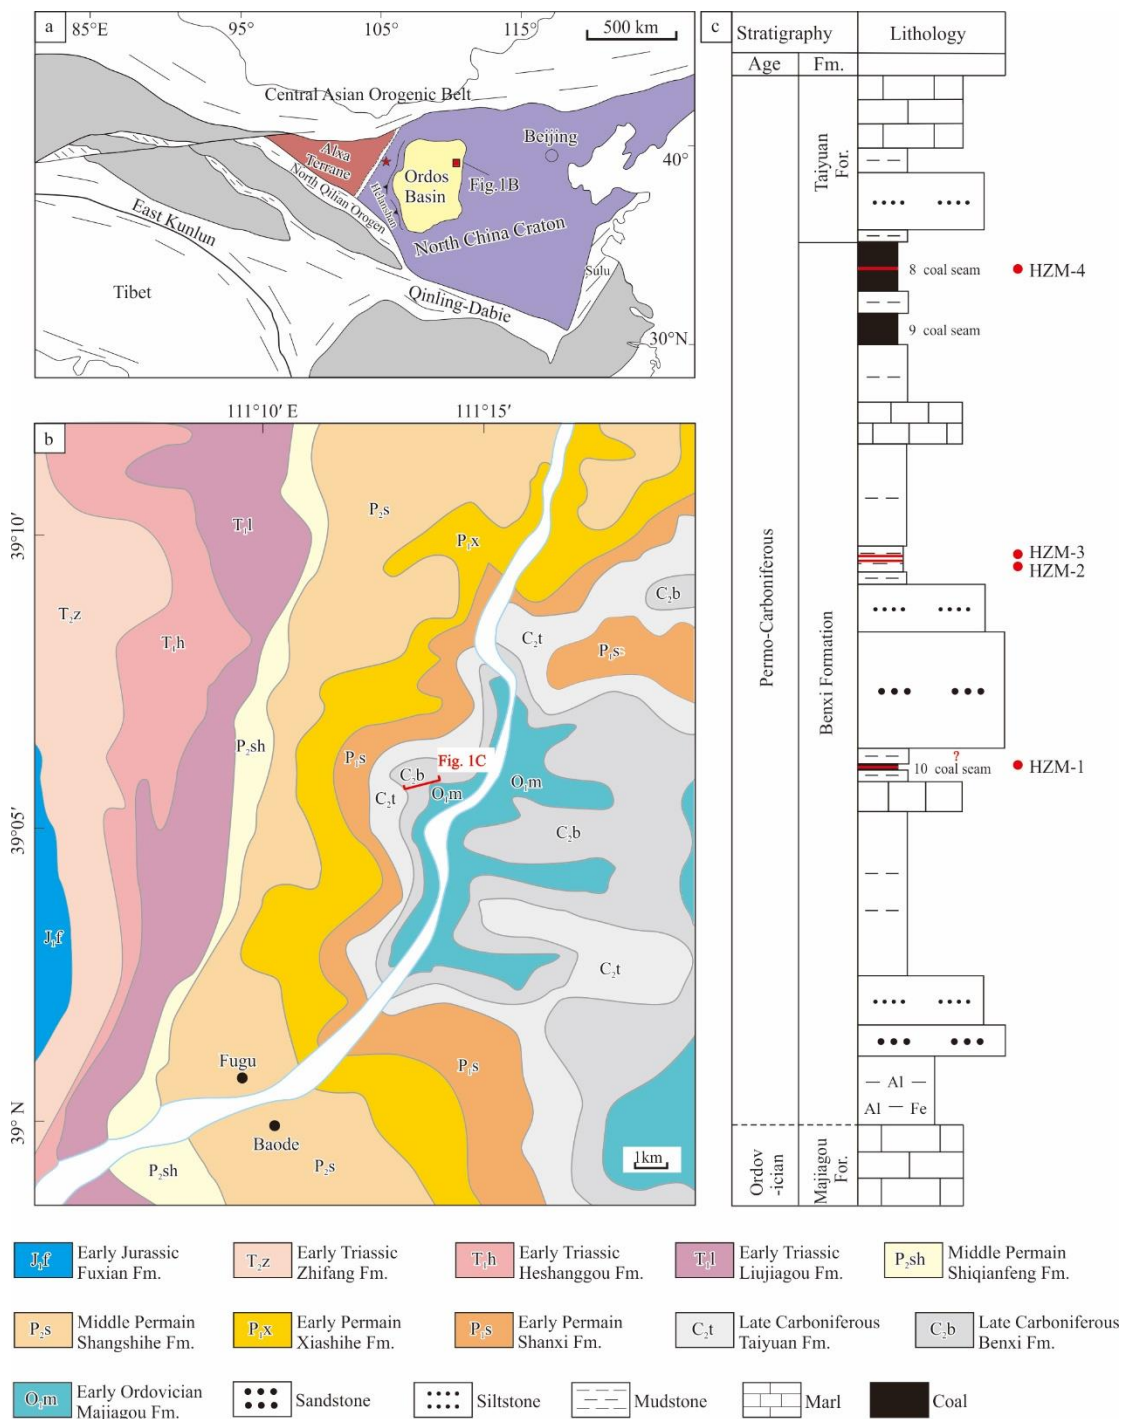 a
85°E
95°
105°
115°
500 km
Central Asian Orogenic Belt
Beijing
40°
Alxa
Terrane
Ordos
Basin
Fig.1B
Helanshan
North Qilian Orogen
East Kunlun
North China Craton
Sulu
Tibet
Qinling-Dabie
30°N
b
111°10′ E
111°15′
39°10′
39°05′
39° N
P₂s
T₁l
P₁x
T₂z
T₁h
C₂b
C₂t
P₁s
P₂sh
P₁s
Fig. 1C
C₂b
C₂t
O₁m
O₁m
C₂b
J₁f
C₂t
Fugu
P₁s
Baode
P₂sh
P₂s
1km
c
Stratigraphy
Lithology
Age
Fm.
Taiyuan
For.
8 coal seam
HZM-4
9 coal seam
HZM-3
HZM-2
Permo-Carboniferous
Benxi Formation
?
10 coal seam
HZM-1
Al
Al
Fe
Ordov
-ician
Majiagou
For.
J₁f
Early Jurassic
Fuxian Fm.
T₂z
Early Triassic
Zhifang Fm.
T₁h
Early Triassic
Heshanggou Fm.
T₁l
Early Triassic
Liujiagou Fm.
P₂sh
Middle Permain
Shiqianfeng Fm.
P₂s
Middle Permain
Shangshihe Fm.
P₁x
Early Permain
Xiashihe Fm.
P₁s
Early Permain
Shanxi Fm.
C₂t
Late Carboniferous
Taiyuan Fm.
C₂b
Late Carboniferous
Benxi Fm.
O₁m
Early Ordovician
Majiagou Fm.
Sandstone
Siltstone
Mudstone
Marl
Coal